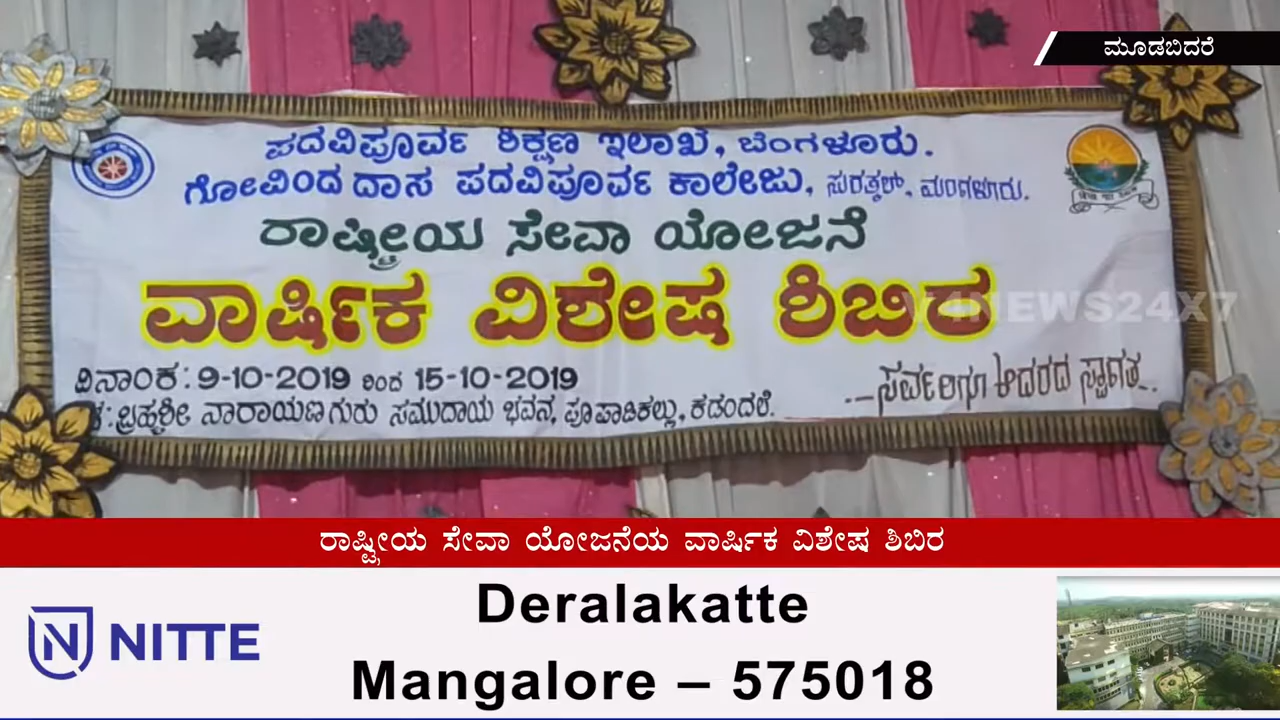 ಮೂಡಬಿದರೆ
ಪದವಿಪೂರ್ವ ಶಿಕ್ಷಣ ಇಲಾಖೆ, ಬೆಂಗಳೂರು.
ಗೋವಿಂದ ದಾಸ ಪದವಿಪೂರ್ವ ಕಾಲೇಜು, ಸುರತ್ಕಲ್, ಮಂಗಳೂರು.
ರಾಷ್ಟ್ರೀಯ ಸೇವಾ ಯೋಜನೆ
ವಾರ್ಷಿಕ ವಿಶೇಷ ಶಿಬಿರ
V4NEWS24X7
ದಿನಾಂಕ: 9-10-2019 ರಿಂದ 15-10-2019
ಬ್ರಹ್ಮಶ್ರೀ ನಾರಾಯಣಗುರು ಸಮುದಾಯ ಭವನ, ಪೂಪಾಡಿಕಲ್ಲು, ಕಡಂದಲೆ.
...ಸರ್ವರಿಗೂ ಆದರದ ಸ್ವಾಗತ...
ರಾಷ್ಟ್ರೀಯ ಸೇವಾ ಯೋಜನೆಯ ವಾರ್ಷಿಕ ವಿಶೇಷ ಶಿಬಿರ
NITTE
Deralakatte
Mangalore – 575018